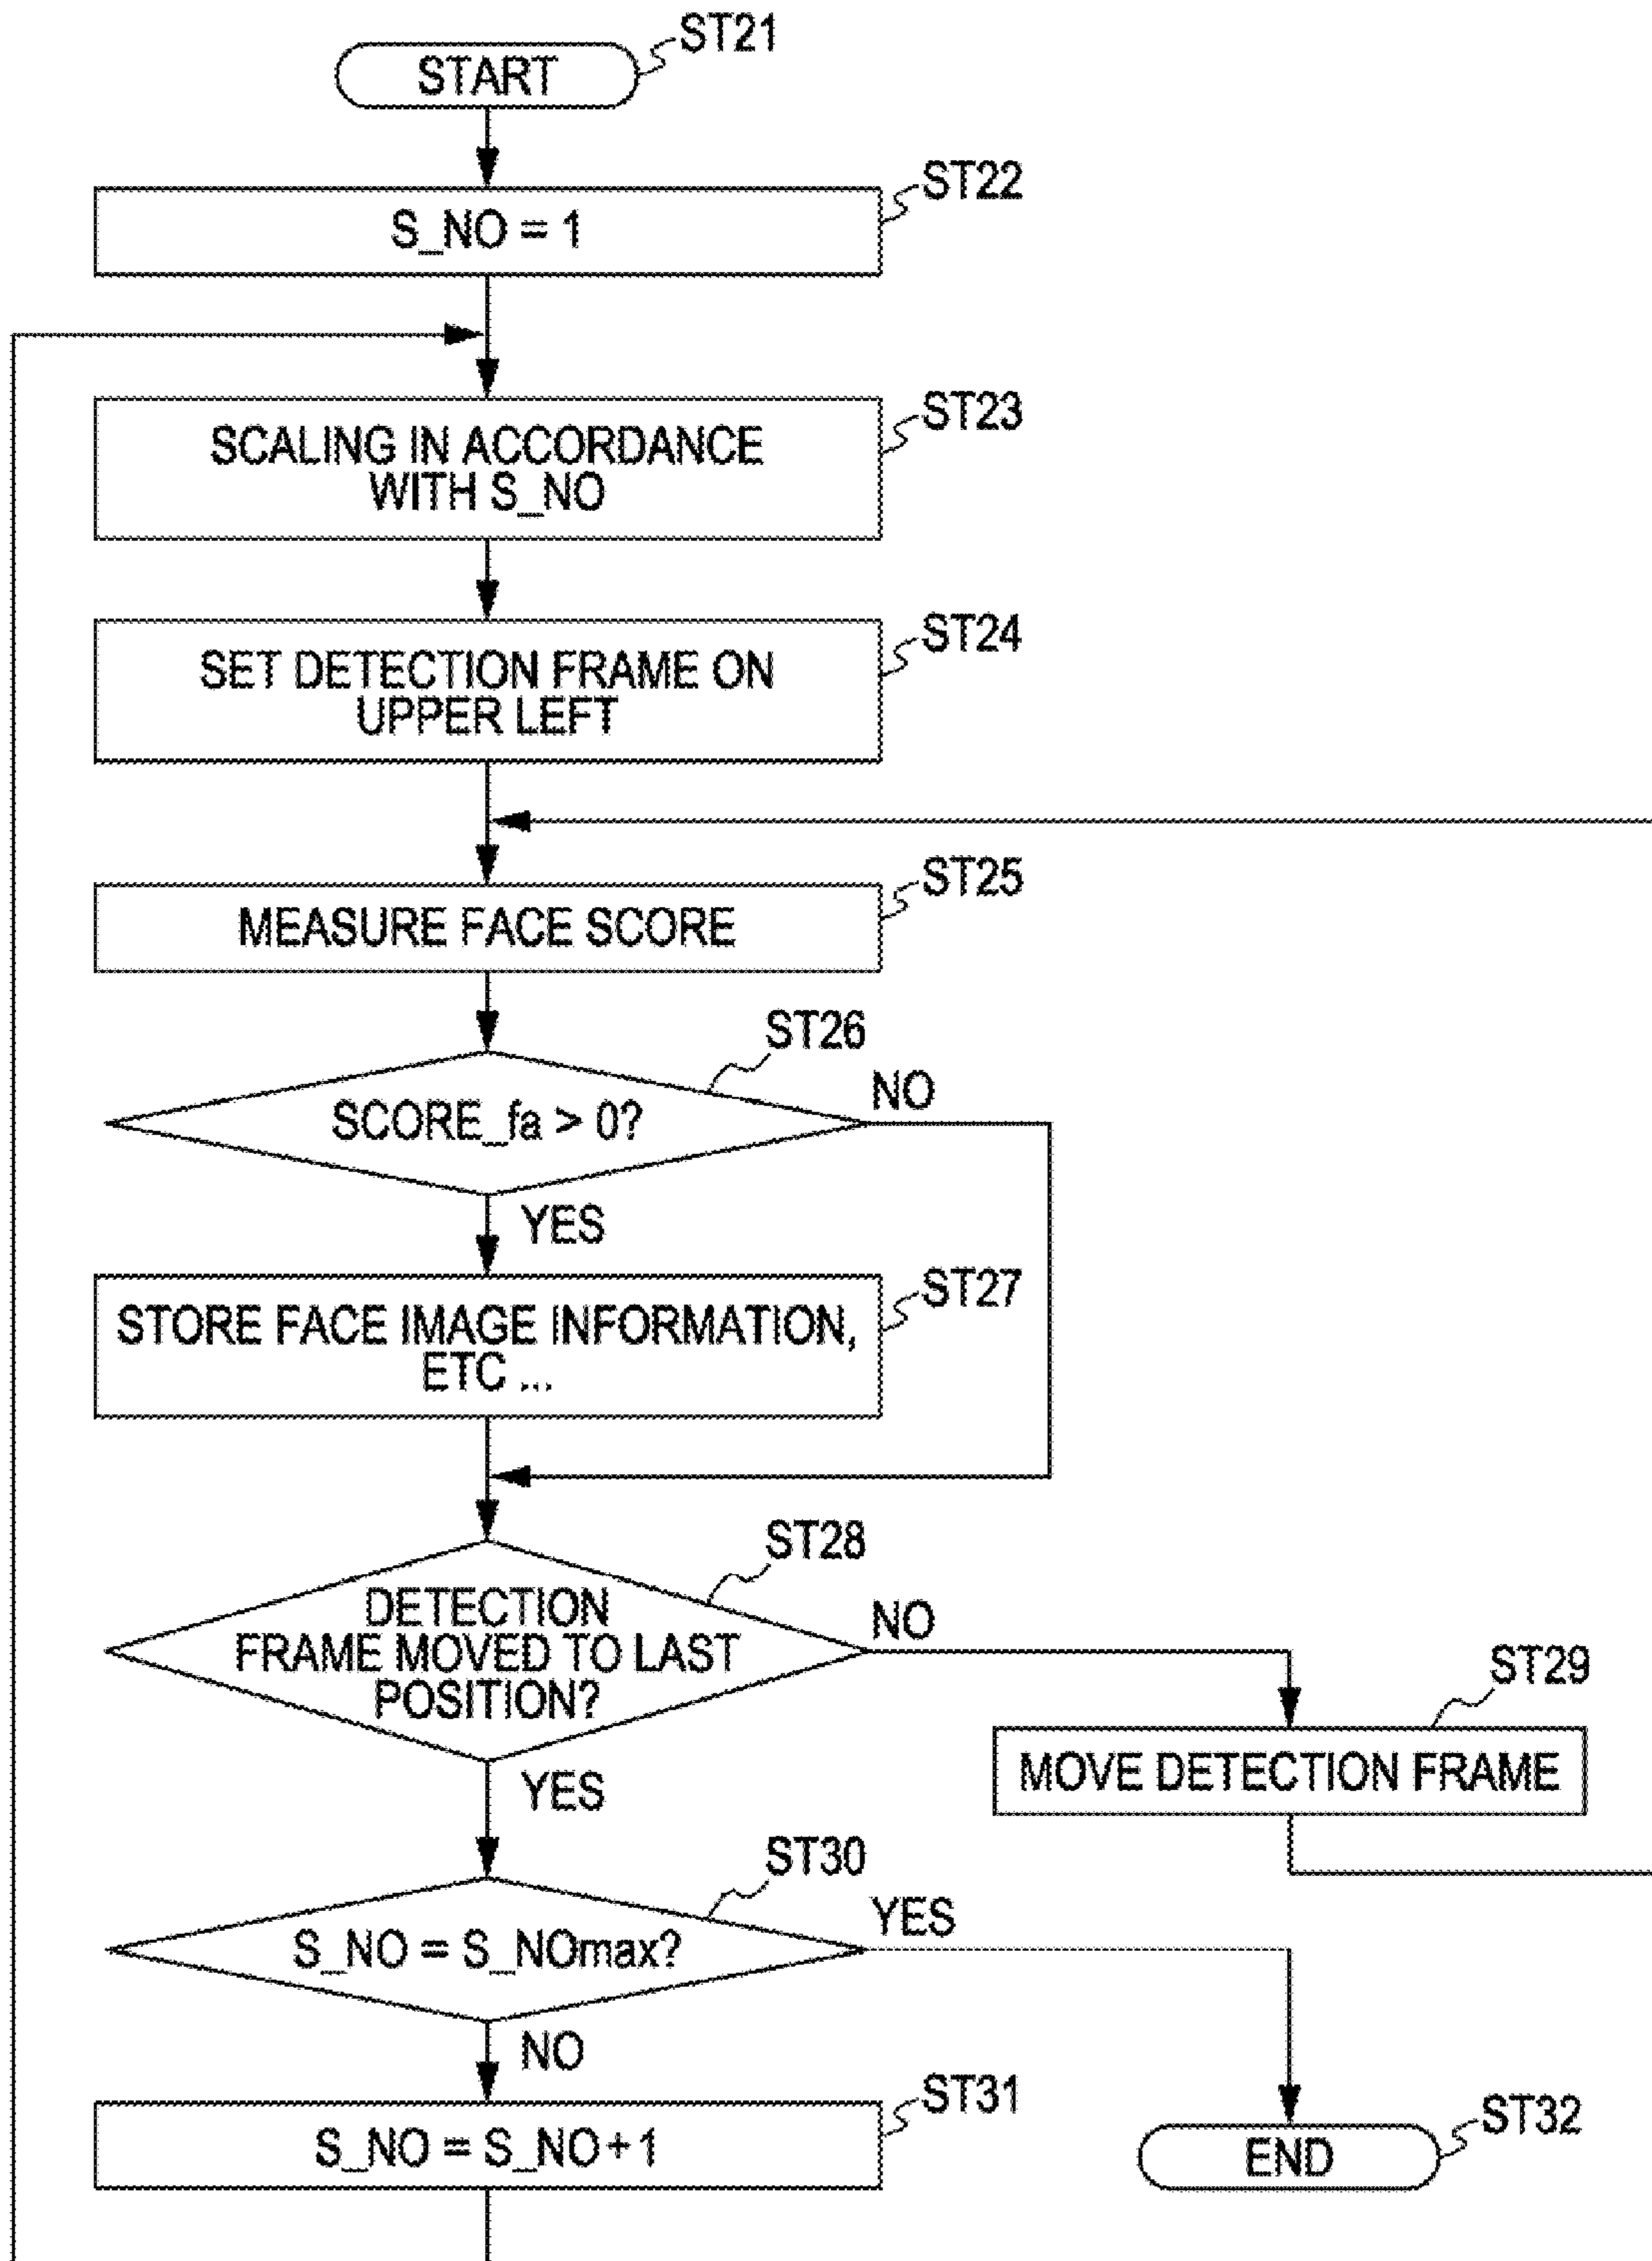 ST21
START
ST22
S_NO = 1
ST23
SCALING IN ACCORDANCE
WITH S_NO
ST24
SET DETECTION FRAME ON
UPPER LEFT
ST25
MEASURE FACE SCORE
ST26
SCORE_fa > 0?
NO
YES
ST27
STORE FACE IMAGE INFORMATION,
ETC ...
ST28
DETECTION
FRAME MOVED TO LAST
POSITION?
NO
ST29
MOVE DETECTION FRAME
YES
ST30
S_NO = S_NOmax?
YES
NO
ST31
S_NO = S_NO + 1
ST32
END